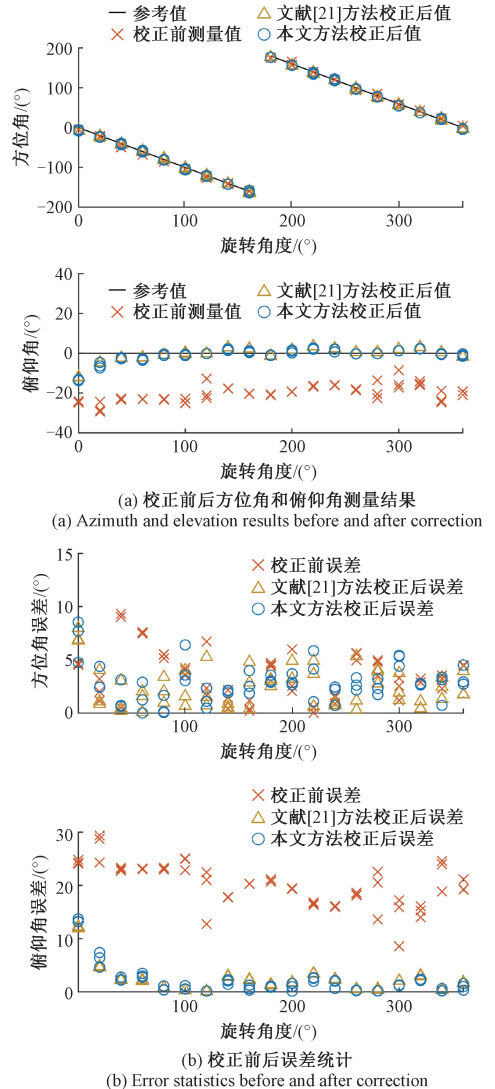 参考值 文献[21]方法校正后值
校正前测量值 本文方法校正后值
方位角/(°)
200
100
0
−100
−200
0 100 200 300
旋转角度/(°)
参考值 文献[21]方法校正后值
校正前测量值 本文方法校正后值
俯仰角/(°)
40
20
0
−20
−40
0 100 200 300
旋转角度/(°)
(a) 校正前后方位角和俯仰角测量结果
(a) Azimuth and elevation results before and after correction
校正前误差
文献[21]方法校正后误差
本文方法校正后误差
方位角误差/(°)
15
10
5
0
0 100 200 300
旋转角度/(°)
校正前误差
文献[21]方法校正后误差
本文方法校正后误差
俯仰角误差/(°)
30
20
10
0
0 100 200 300
旋转角度/(°)
(b) 校正前后误差统计
(b) Error statistics before and after correction